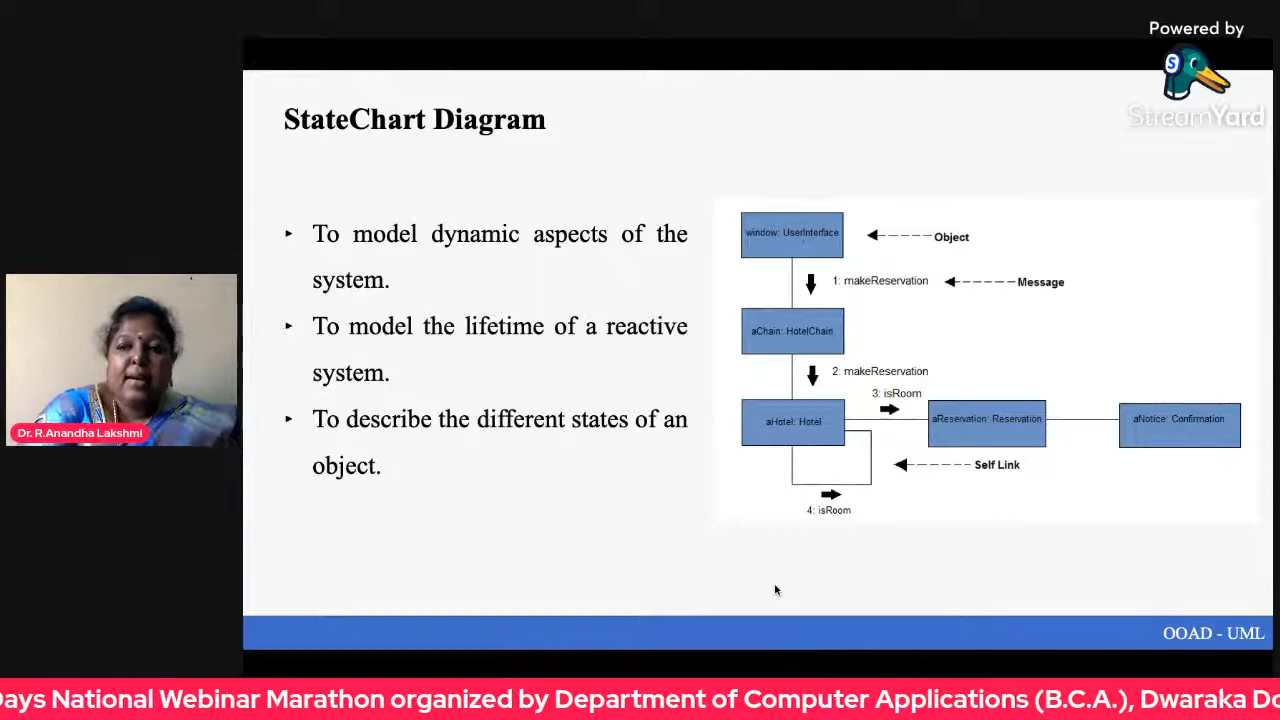 Powered by
StreamYard
StateChart Diagram
‣ To model dynamic aspects of the
system.
‣ To model the lifetime of a reactive
system.
‣ To describe the different states of an
object.
window: UserInterface
Object
1: makeReservation
Message
aChain: HotelChain
2: makeReservation
3: isRoom
aHotel: Hotel
aReservation: Reservation
aNotice: Confirmation
Self Link
4: isRoom
Dr. R.Anandha Lakshmi
OOAD - UML
Days National Webinar Marathon organized by Department of Computer Applications (B.C.A.), Dwaraka